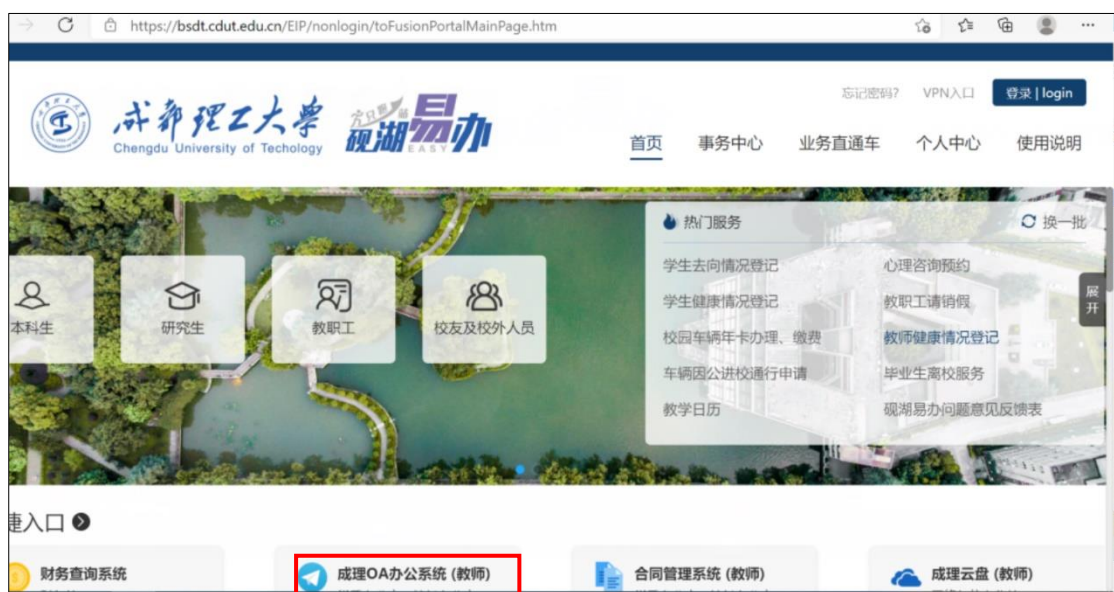 https://bsdt.cdut.edu.cn/EIP/nonlogin/toFusionPortalMainPage.htm
忘记密码? VPN入口 登录 | login
成都理工大学
Chengdu University of Techology
砚湖易办
EASY
首页 事务中心 业务直通车 个人中心 使用说明
热门服务 换一批
学生去向情况登记 心理咨询预约
学生健康情况登记 教职工请销假
校园车辆年卡办理、缴费 教师健康情况登记
车辆因公进校通行申请 毕业生离校服务
教学日历 砚湖易办问题意见反馈表
展开
本科生 研究生 教职工 校友及校外人员
捷入口
财务查询系统 成理OA办公系统 (教师) 合同管理系统 (教师) 成理云盘 (教师)